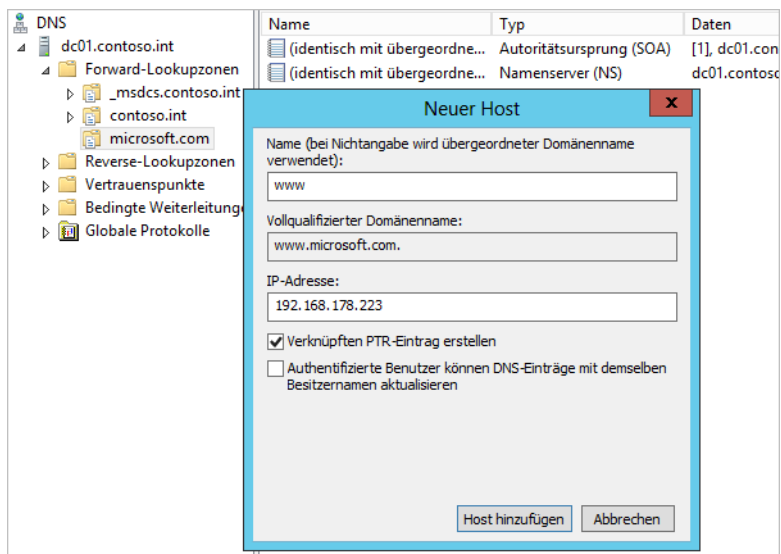 DNS
dc01.contoso.int
Forward-Lookupzonen
_msdcs.contoso.int
contoso.int
microsoft.com
Reverse-Lookupzonen
Vertrauenspunkte
Bedingte Weiterleitunge
Globale Protokolle
Name Typ Daten
(identisch mit übergeordne... Autoritätsursprung (SOA) [1], dc01.con
(identisch mit übergeordne... Namenserver (NS) dc01.contoso
Neuer Host
x
Name (bei Nichtangabe wird übergeordneter Domänenname
verwendet):
www
Vollqualifizierter Domänenname:
www.microsoft.com.
IP-Adresse:
192.168.178.223
Verknüpften PTR-Eintrag erstellen
Authentifizierte Benutzer können DNS-Einträge mit demselben
Besitzernamen aktualisieren
Host hinzufügen Abbrechen